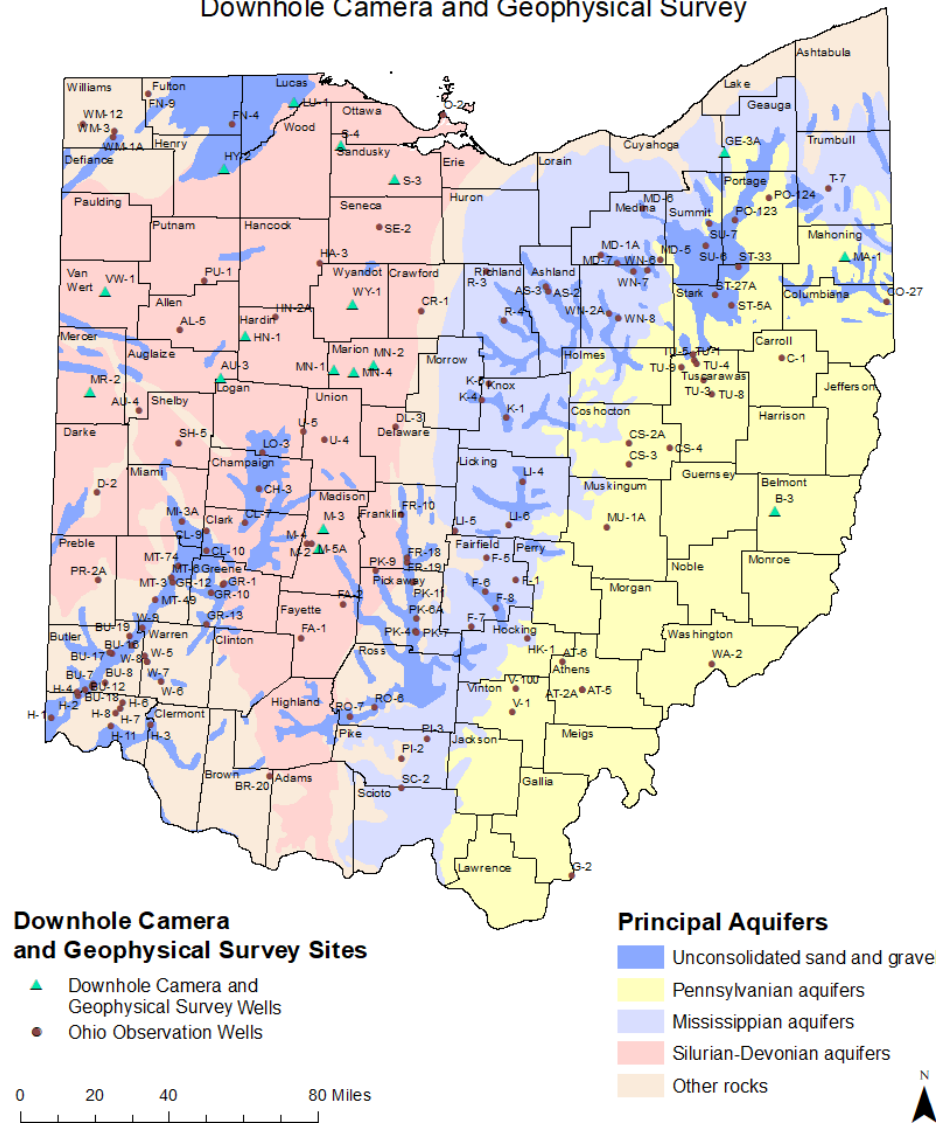 Downhole Camera and Geophysical Survey
Ashtabula
Lake
Geauga
Williams
Fulton
FN-9
Lucas
LU-1
O-2
Ottawa
WM-12
WM-3
WM-1A
FN-4
Wood
S-4
Sandusky
Henry
Defiance
HY-2
Erie
Lorain
Cuyahoga
GE-3A
Trumbull
S-3
Paulding
Huron
Portage
PO-124
T-7
Seneca
MD-6
Medina
Summit
PO-123
Putnam
Hancock
SE-2
SU-7
Mahoning
HA-3
MD-1A
MD-5
SU-6
ST-33
MA-1
Van
Wert
VW-1
PU-1
Wyandot
Crawford
Richland
R-3
Ashland
MD-7
WN-6
WN-7
AS-3
AS-2
Stark
ST-27A
Columbiana
CO-27
WY-1
Allen
HN-2A
CR-1
ST-5A
AL-5
Hardin
R-4
WN-2A
WN-8
Mercer
HN-1
Auglaize
Marion
MN-2
MN-1
MN-4
Morrow
Holmes
TU-5
TU-1
Carroll
C-1
AU-3
TU-9
TU-4
Tuscarawas
MR-2
Logan
K-6
Knox
TU-3
TU-8
Jefferson
AU-4
Shelby
Union
K-4
K-1
Coshocton
Harrison
DL-3
Darke
SH-5
U-5
U-4
Delaware
CS-2A
CS-4
LO-3
CS-3
Miami
Champaign
Licking
LI-4
Guernsey
D-2
CH-3
Madison
Muskingum
Belmont
B-3
MI-3A
Clark
CL-7
M-3
Franklin
FR-10
LI-5
LI-6
MU-1A
CL-9
M-4
Preble
CL-10
M-2
M-5A
Fairfield
Perry
MT-74
FR-18
F-5
Noble
Monroe
PR-2A
MT-6
Greene
PK-9
FR-19
MT-3
GR-12
GR-1
Pickaway
F-6
F-1
Morgan
GR-10
PK-11
MT-49
Fayette
FA-2
F-8
GR-13
PK-6A
F-7
W-9
Butler
BU-19
Warren
Clinton
FA-1
PK-4
PK-7
Hocking
Washington
BU-16
HK-1
AT-6
BU-17
W-8
W-5
Ross
Athens
WA-2
BU-7
BU-8
W-7
V-100
H-4
BU-12
W-6
Vinton
AT-2A
AT-5
H-2
BU-18
H-6
Highland
RO-6
V-1
H-1
H-8
H-7
Clermont
RO-7
H-11
H-3
Pike
PI-3
Jackson
Meigs
PI-2
Brown
Adams
SC-2
Gallia
BR-20
Scioto
Lawrence
G-2
Downhole Camera
and Geophysical Survey Sites
Downhole Camera and
Geophysical Survey Wells
Ohio Observation Wells
0 20 40 80 Miles
Principal Aquifers
Unconsolidated sand and gravel
Pennsylvanian aquifers
Mississippian aquifers
Silurian-Devonian aquifers
Other rocks
N